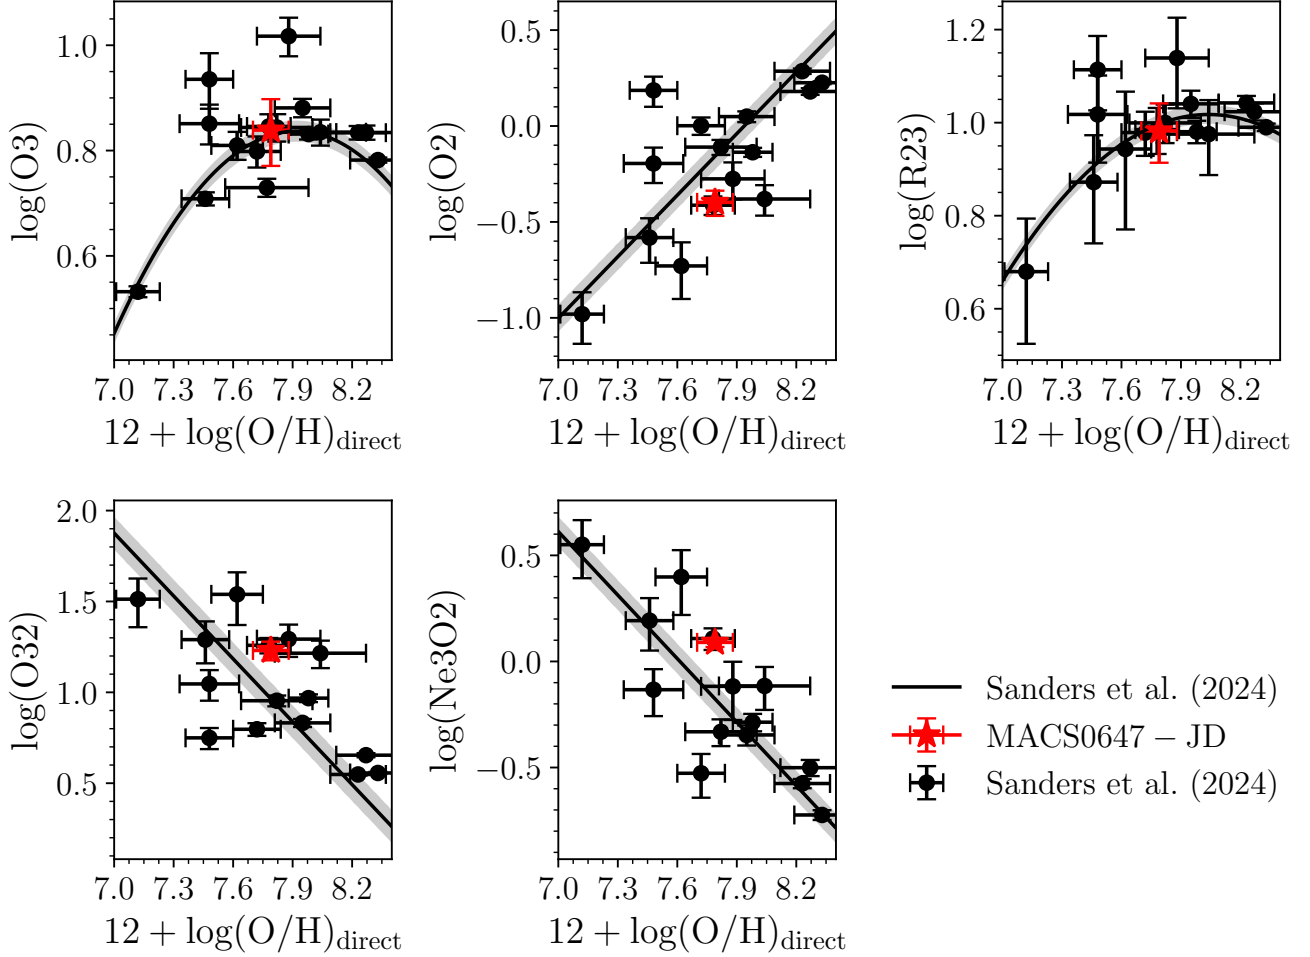 log(O3)
1.0
0.8
0.6
7.0 7.3 7.6 7.9 8.2
12 + log(O/H)direct
log(O2)
0.5
0.0
−0.5
−1.0
7.0 7.3 7.6 7.9 8.2
12 + log(O/H)direct
log(R23)
1.2
1.0
0.8
0.6
7.0 7.3 7.6 7.9 8.2
12 + log(O/H)direct
log(O32)
2.0
1.5
1.0
0.5
7.0 7.3 7.6 7.9 8.2
12 + log(O/H)direct
log(Ne3O2)
0.5
0.0
−0.5
7.0 7.3 7.6 7.9 8.2
12 + log(O/H)direct
Sanders et al. (2024)
MACS0647 − JD
Sanders et al. (2024)